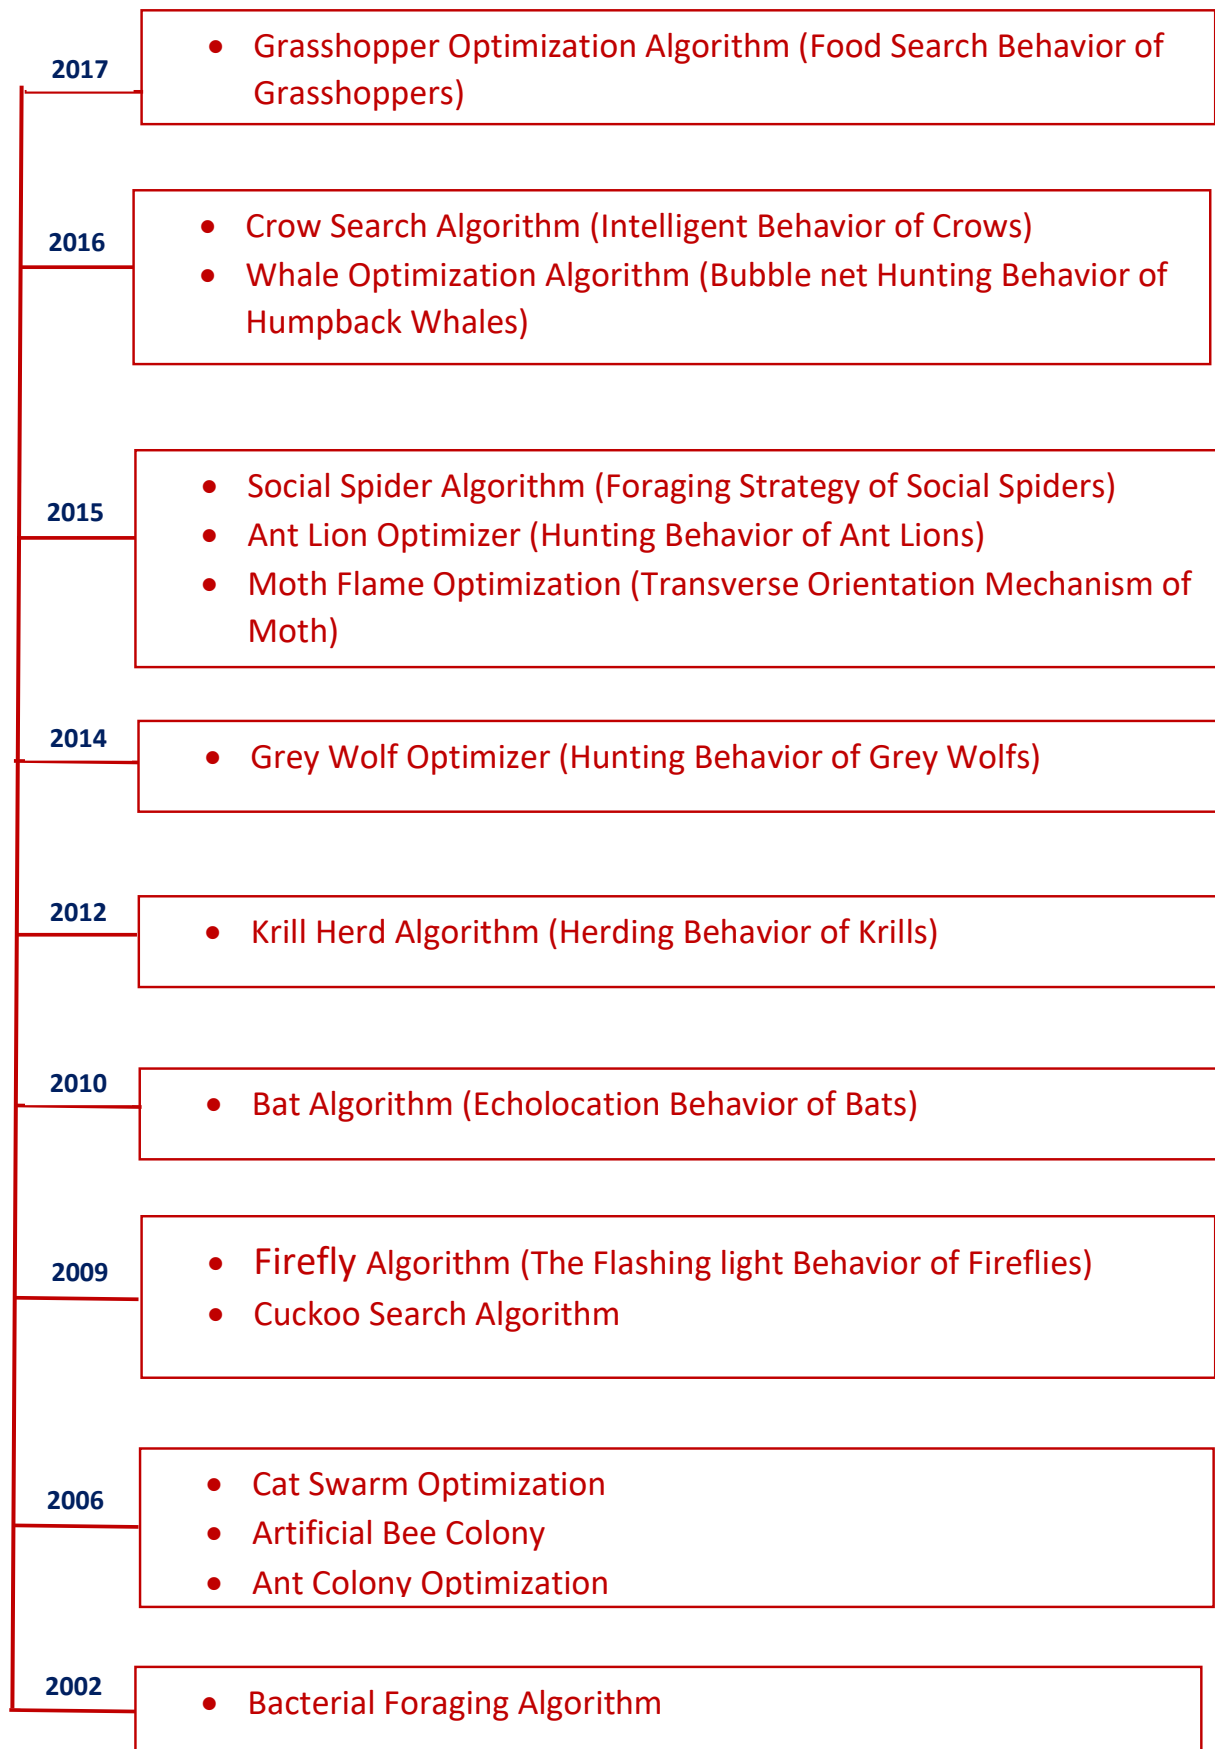 2017
• Grasshopper Optimization Algorithm (Food Search Behavior of
Grasshoppers)
2016
• Crow Search Algorithm (Intelligent Behavior of Crows)
• Whale Optimization Algorithm (Bubble net Hunting Behavior of
Humpback Whales)
2015
• Social Spider Algorithm (Foraging Strategy of Social Spiders)
• Ant Lion Optimizer (Hunting Behavior of Ant Lions)
• Moth Flame Optimization (Transverse Orientation Mechanism of
Moth)
2014
• Grey Wolf Optimizer (Hunting Behavior of Grey Wolfs)
2012
• Krill Herd Algorithm (Herding Behavior of Krills)
2010
• Bat Algorithm (Echolocation Behavior of Bats)
2009
• Firefly Algorithm (The Flashing light Behavior of Fireflies)
• Cuckoo Search Algorithm
2006
• Cat Swarm Optimization
• Artificial Bee Colony
• Ant Colony Optimization
2002
• Bacterial Foraging Algorithm